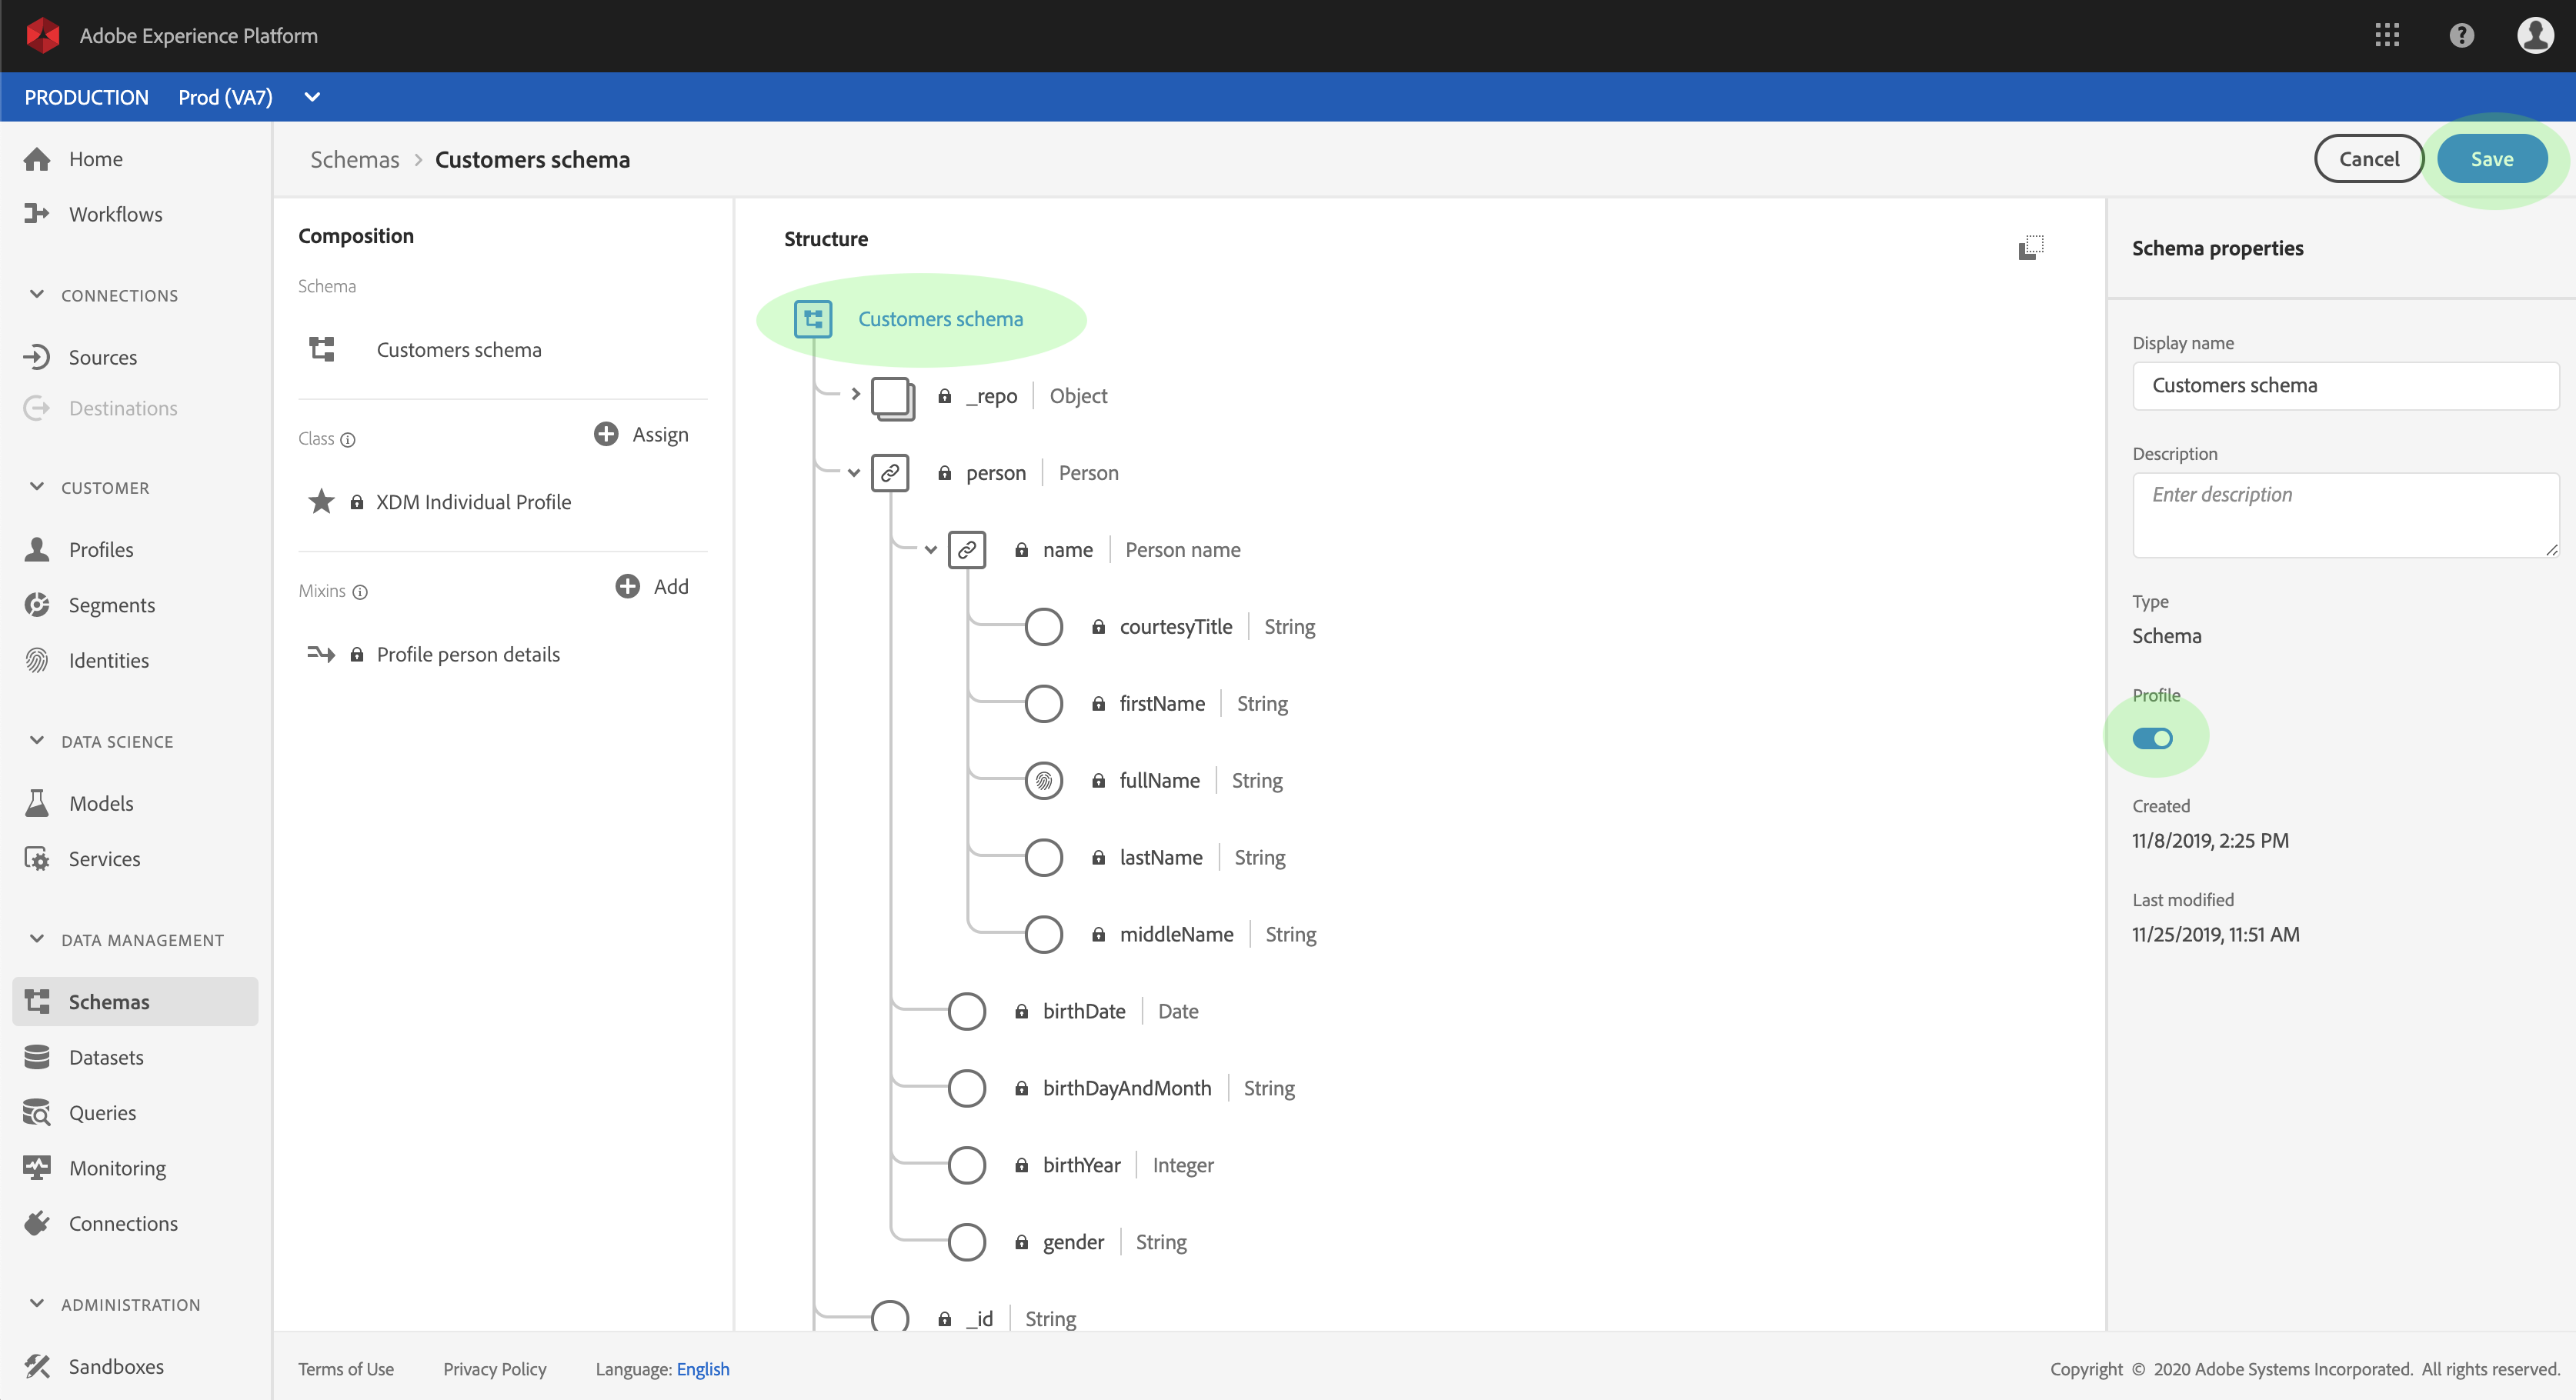 Adobe Experience Platform
PRODUCTION Prod (VA7)
Home
Workflows
CONNECTIONS
Sources
Destinations
CUSTOMER
Profiles
Segments
Identities
DATA SCIENCE
Models
Services
DATA MANAGEMENT
Schemas
Datasets
Queries
Monitoring
Connections
ADMINISTRATION
Sandboxes
Schemas > Customers schema
Cancel
Save
Composition
Schema
Customers schema
Class
Assign
XDM Individual Profile
Mixins
Add
Profile person details
Structure
Customers schema
_repo | Object
person | Person
name | Person name
courtesyTitle | String
firstName | String
fullName | String
lastName | String
middleName | String
birthDate | Date
birthDayAndMonth | String
birthYear | Integer
gender | String
_id | String
Schema properties
Display name
Customers schema
Description
Enter description
Type
Schema
Profile
Created
11/8/2019, 2:25 PM
Last modified
11/25/2019, 11:51 AM
Terms of Use Privacy Policy Language: English
Copyright © 2020 Adobe Systems Incorporated. All rights reserved.